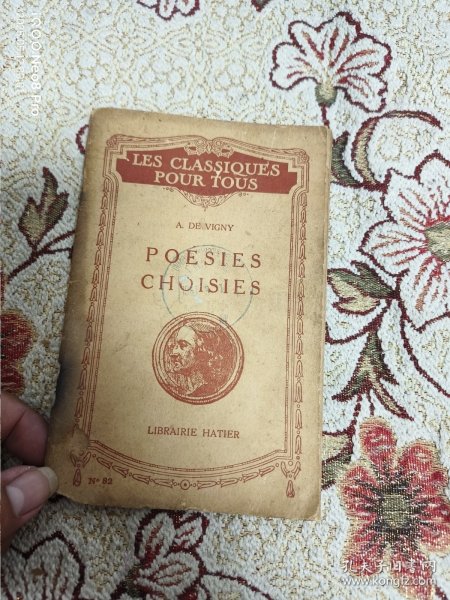 LES CLASSIQUES
POUR TOUS
A. DE VIGNY
POÉSIES
CHOISIES
LIBRAIRIE HATIER
N° 82
孔夫子旧书网
www.kongfz.com